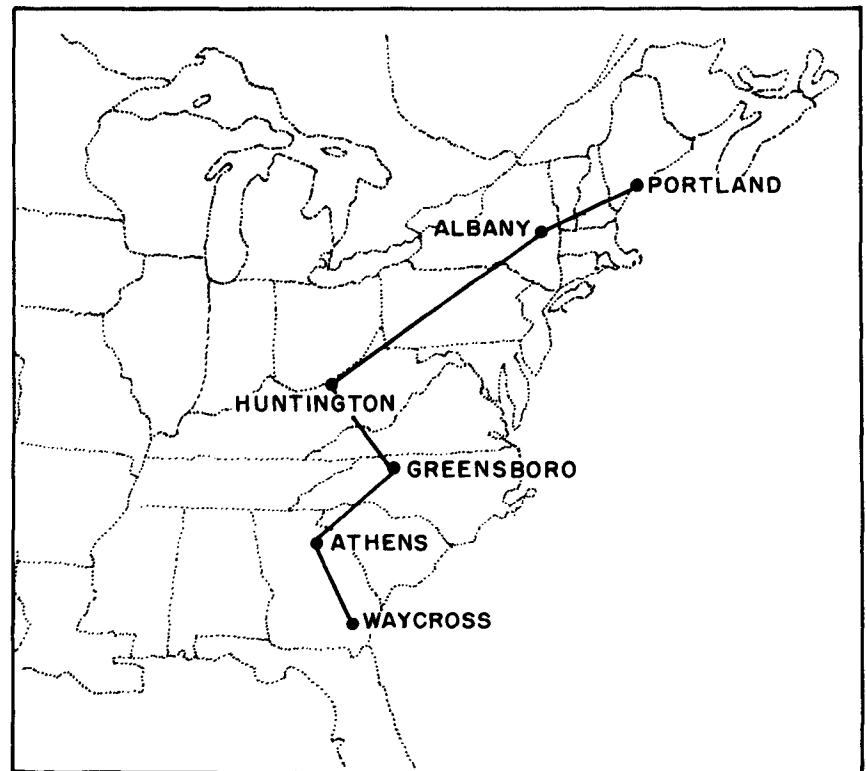 PORTLAND
ALBANY
HUNTINGTON
GREENSBORO
ATHENS
WAYCROSS